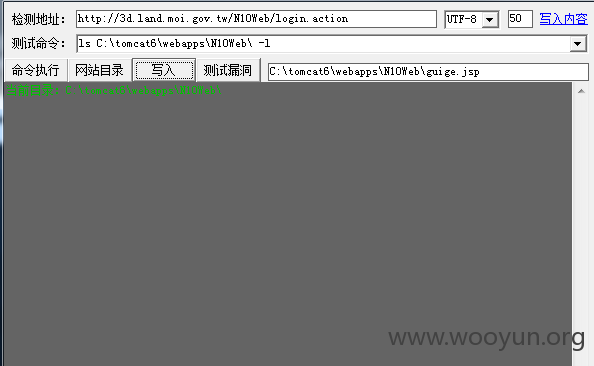 检测地址: http://3d.land.moi.gov.tw/N10Web/login.action UTF-8 50 写入内容
测试命令: ls C:\tomcat6\webapps\N10Web\ -l
命令执行 网站目录 写入 测试漏洞 C:\tomcat6\webapps\N10Web\guige.jsp
当前目录: C:\tomcat6\webapps\N10Web\
www.wooyun.org